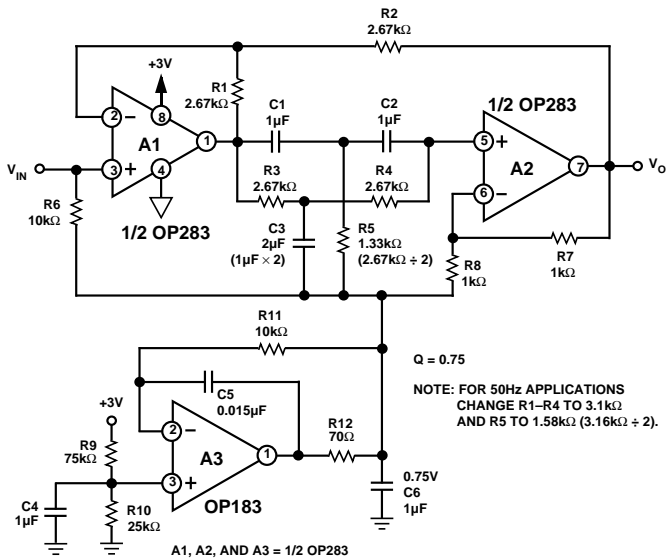 R2
2.67kΩ
+3V
R1
2.67kΩ
2
−
8
A1
1
V_IN
3
+
4
R6
10kΩ
1/2 OP283
C1
1µF
C2
1µF
R3
2.67kΩ
R4
2.67kΩ
C3
2µF
(1µF × 2)
R5
1.33kΩ
(2.67kΩ ÷ 2)
1/2 OP283
5
+
A2
7
V_O
6
−
R8
1kΩ
R7
1kΩ
R11
10kΩ
C5
0.015µF
+3V
R9
75kΩ
2
−
A3
1
3
+
OP183
R12
70Ω
C4
1µF
R10
25kΩ
0.75V
C6
1µF
Q = 0.75
NOTE: FOR 50Hz APPLICATIONS
CHANGE R1–R4 TO 3.1kΩ
AND R5 TO 1.58kΩ (3.16kΩ ÷ 2).
A1, A2, AND A3 = 1/2 OP283